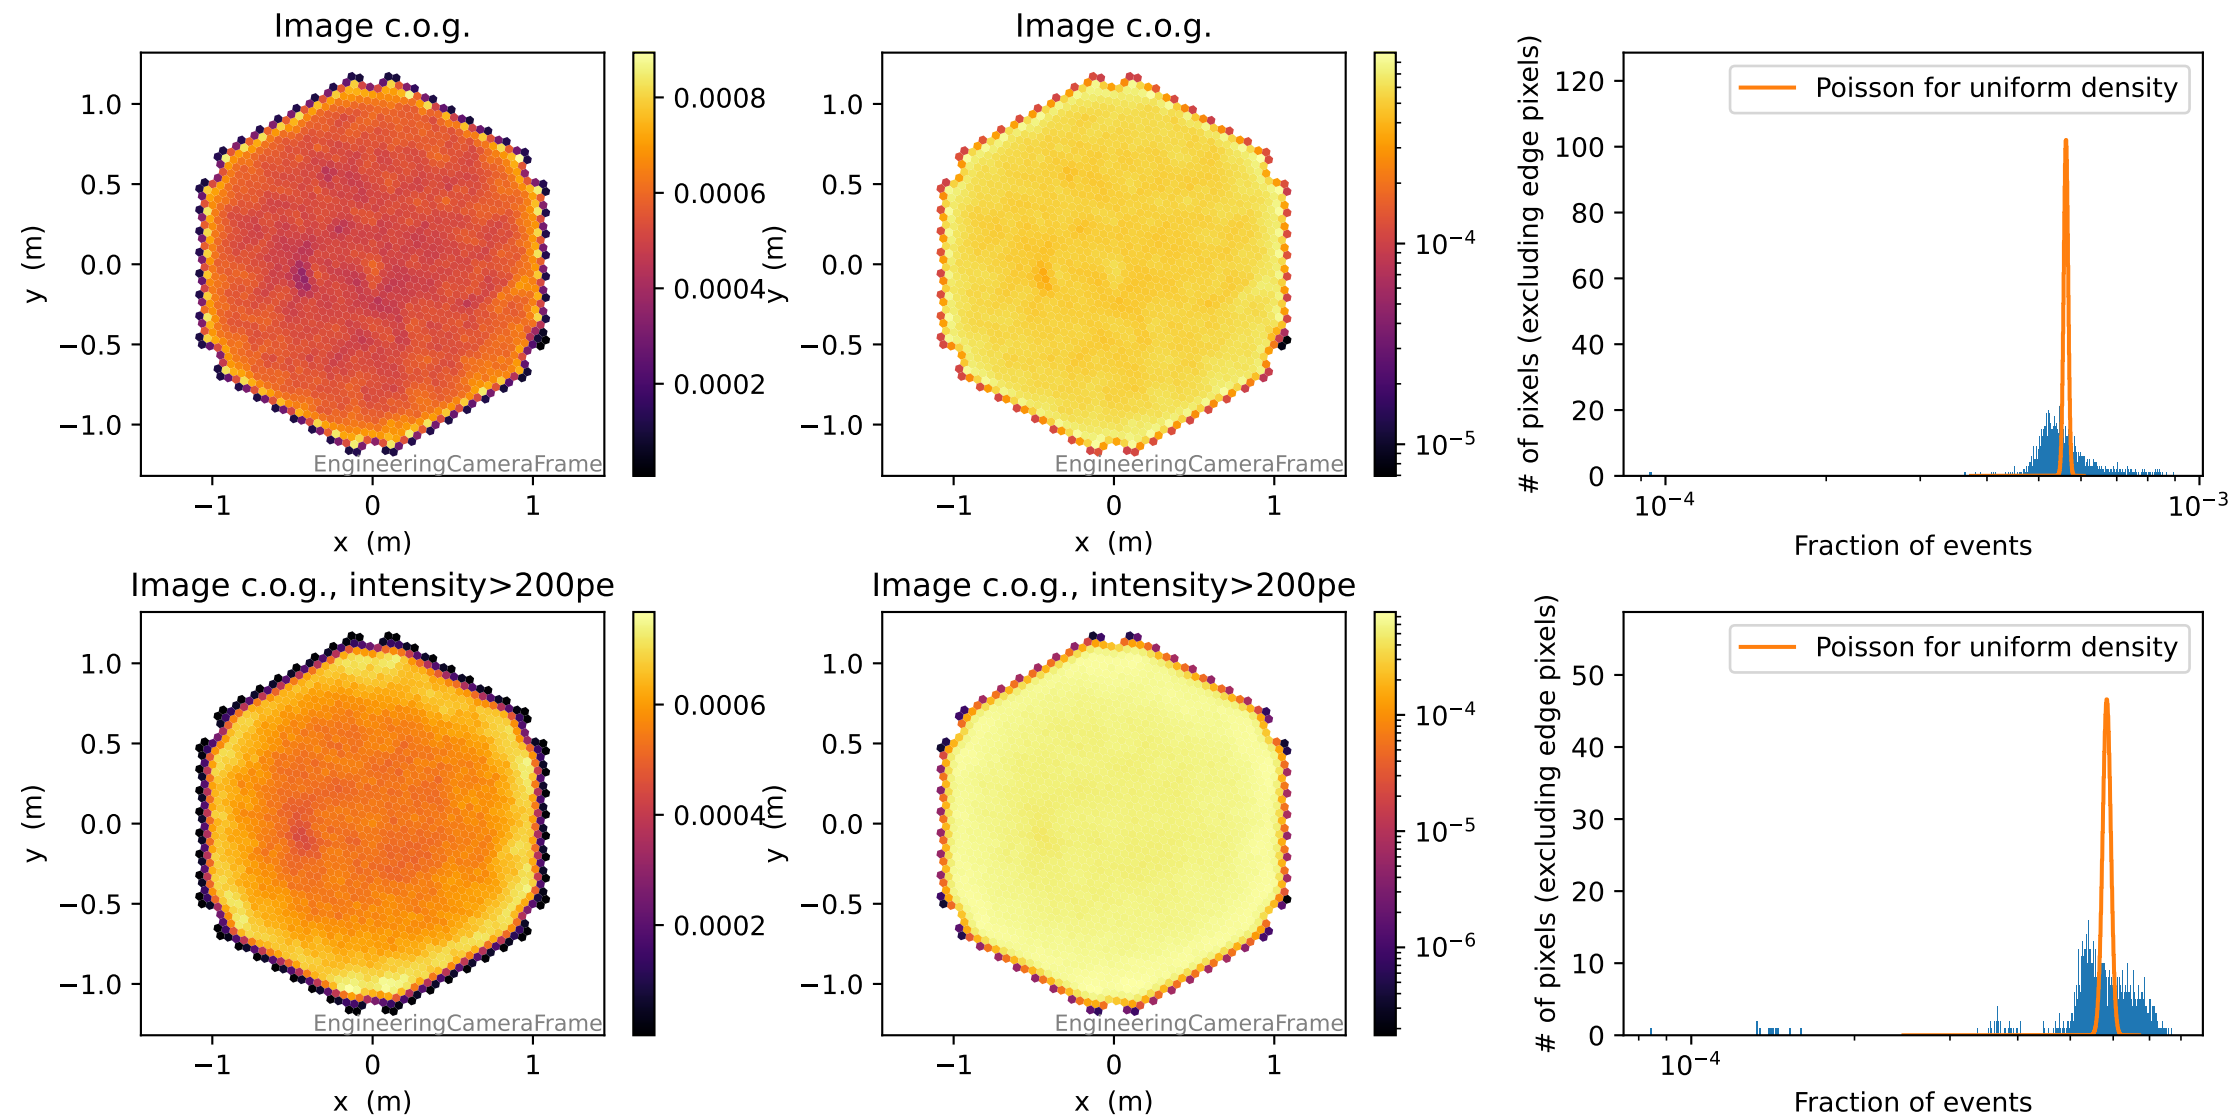 Image c.o.g.
1.0
0.5
0.0
−0.5
−1.0
y (m)
−1
0
1
x (m)
EngineeringCameraFrame
0.0008
0.0006
0.0004
0.0002
Image c.o.g.
1.0
0.5
0.0
−0.5
−1.0
y (m)
−1
0
1
x (m)
EngineeringCameraFrame
10⁻⁴
10⁻⁵
# of pixels (excluding edge pixels)
120
100
80
60
40
20
0
Poisson for uniform density
10⁻⁴
10⁻³
Fraction of events
Image c.o.g., intensity>200pe
1.0
0.5
0.0
−0.5
−1.0
y (m)
−1
0
1
x (m)
EngineeringCameraFrame
0.0006
0.0004
0.0002
Image c.o.g., intensity>200pe
1.0
0.5
0.0
−0.5
−1.0
y (m)
−1
0
1
x (m)
EngineeringCameraFrame
10⁻⁴
10⁻⁵
10⁻⁶
# of pixels (excluding edge pixels)
50
40
30
20
10
0
Poisson for uniform density
10⁻⁴
Fraction of events